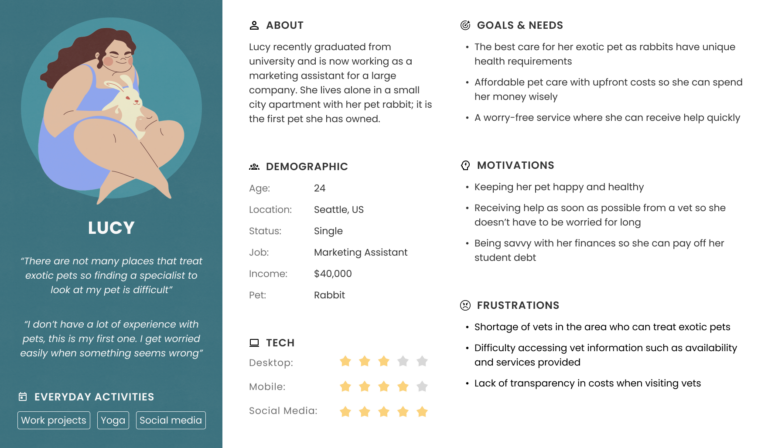 LUCY
“There are not many places that treat
exotic pets so finding a specialist to
look at my pet is difficult”
“I don’t have a lot of experience with
pets, this is my first one. I get worried
easily when something seems wrong”
EVERYDAY ACTIVITIES
Work projects
Yoga
Social media
ABOUT
Lucy recently graduated from
university and is now working as a
marketing assistant for a large
company. She lives alone in a small
city apartment with her pet rabbit; it is
the first pet she has owned.
DEMOGRAPHIC
Age: 24
Location: Seattle, US
Status: Single
Job: Marketing Assistant
Income: $40,000
Pet: Rabbit
TECH
Desktop:
Mobile:
Social Media:
GOALS & NEEDS
• The best care for her exotic pet as rabbits have unique
health requirements
• Affordable pet care with upfront costs so she can spend
her money wisely
• A worry-free service where she can receive help quickly
MOTIVATIONS
• Keeping her pet happy and healthy
• Receiving help as soon as possible from a vet so she
doesn’t have to be worried for long
• Being savvy with her finances so she can pay off her
student debt
FRUSTRATIONS
• Shortage of vets in the area who can treat exotic pets
• Difficulty accessing vet information such as availability
and services provided
• Lack of transparency in costs when visiting vets